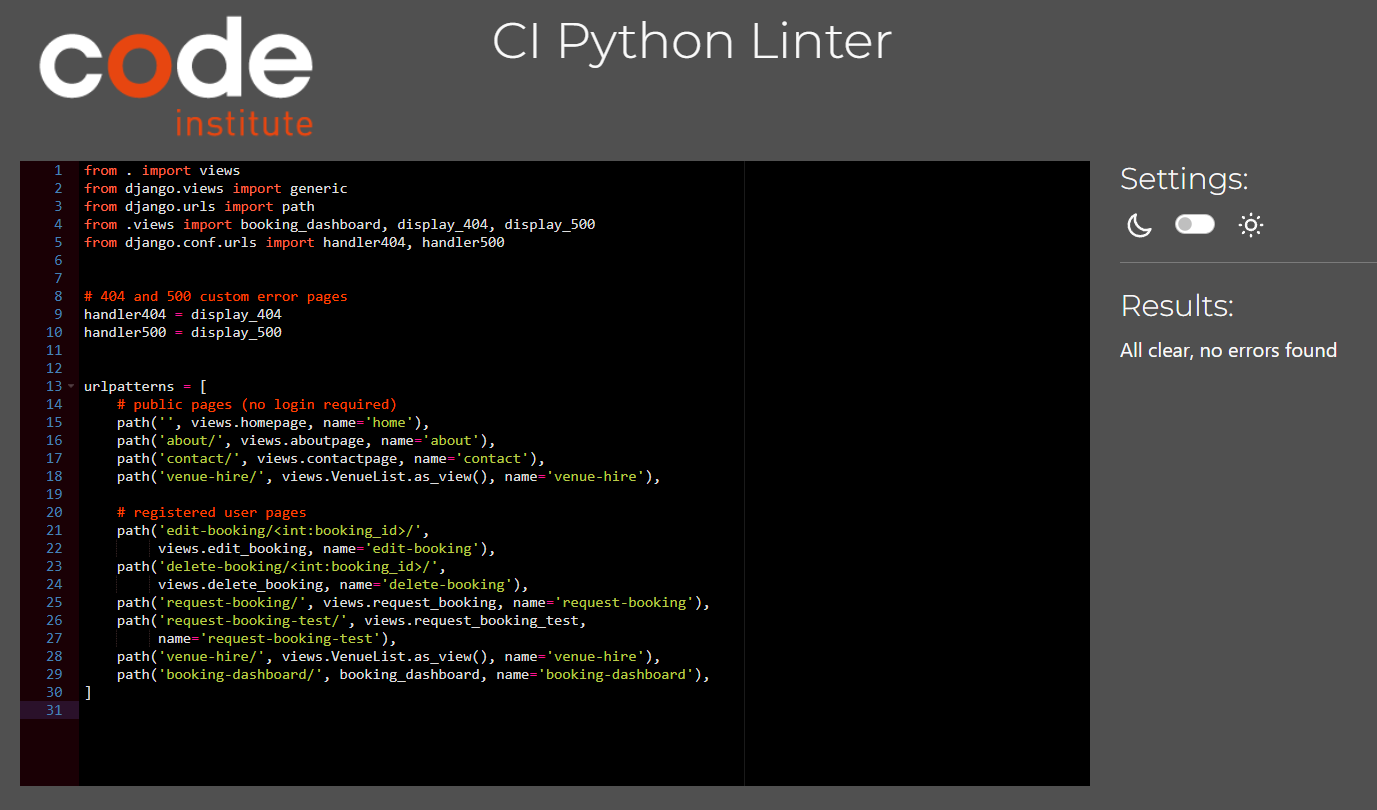 code
institute
CI Python Linter
1 from . import views
2 from django.views import generic
3 from django.urls import path
4 from .views import booking_dashboard, display_404, display_500
5 from django.conf.urls import handler404, handler500
6
7
8 # 404 and 500 custom error pages
9 handler404 = display_404
10 handler500 = display_500
11
12
13 urlpatterns = [
14     # public pages (no login required)
15     path('', views.homepage, name='home'),
16     path('about/', views.aboutpage, name='about'),
17     path('contact/', views.contactpage, name='contact'),
18     path('venue-hire/', views.VenueList.as_view(), name='venue-hire'),
19
20     # registered user pages
21     path('edit-booking/<int:booking_id>/',
22          views.edit_booking, name='edit-booking'),
23     path('delete-booking/<int:booking_id>/',
24          views.delete_booking, name='delete-booking'),
25     path('request-booking/', views.request_booking, name='request-booking'),
26     path('request-booking-test/', views.request_booking_test,
27          name='request-booking-test'),
28     path('venue-hire/', views.VenueList.as_view(), name='venue-hire'),
29     path('booking-dashboard/', booking_dashboard, name='booking-dashboard'),
30 ]
31
Settings:
Results:
All clear, no errors found